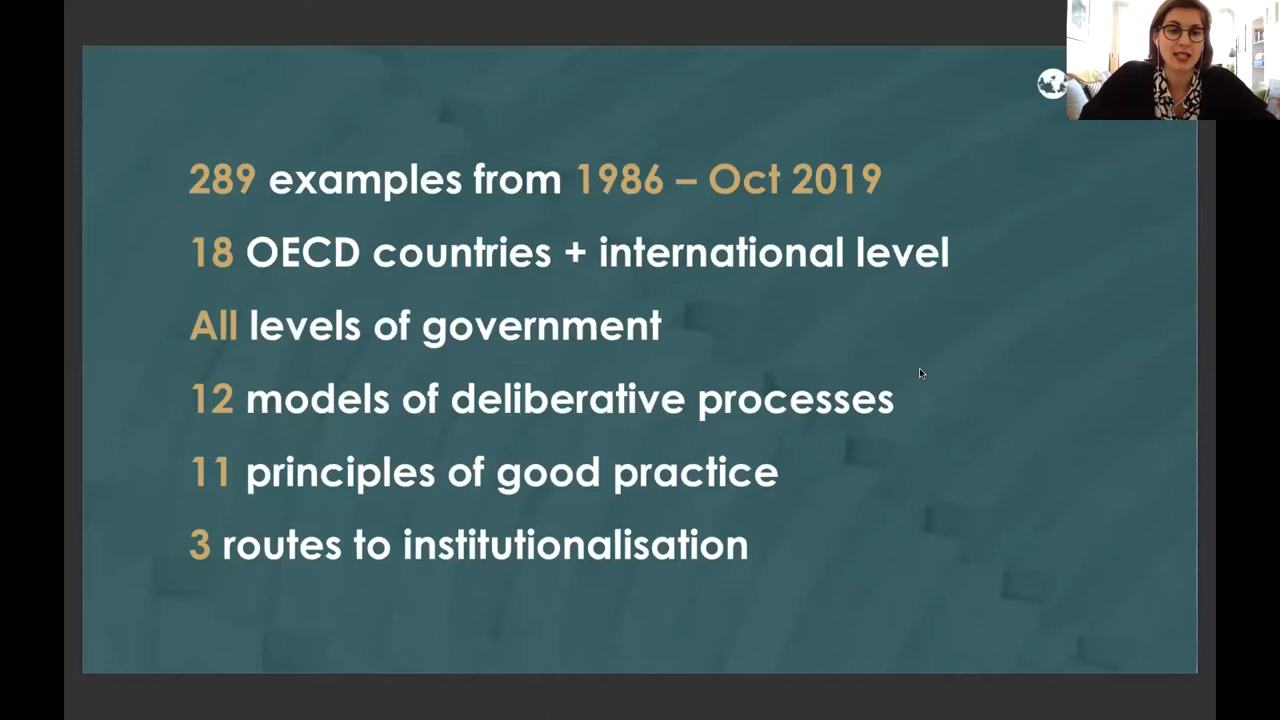 289 examples from 1986 – Oct 2019
18 OECD countries + international level
All levels of government
12 models of deliberative processes
11 principles of good practice
3 routes to institutionalisation